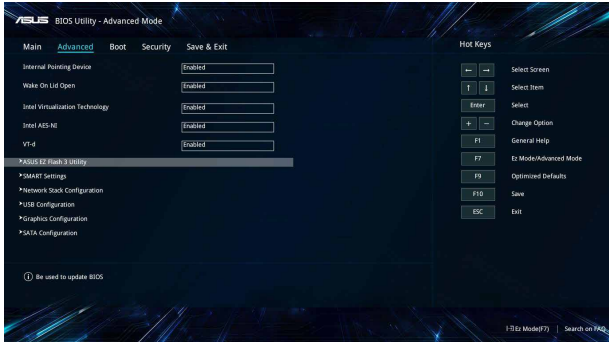 ASUS BIOS Utility - Advanced Mode
Main Advanced Boot Security Save & Exit
Hot Keys
Internal Pointing Device Enabled
Wake On Lid Open Enabled
Intel Virtualization Technology Enabled
Intel AES-NI Enabled
VT-d Enabled
ASUS EZ Flash 3 Utility
SMART Settings
Network Stack Configuration
USB Configuration
Graphics Configuration
SATA Configuration
← → Select Screen
↑ ↓ Select Item
Enter Select
+ − Change Option
F1 General Help
F7 Ez Mode/Advanced Mode
F9 Optimized Defaults
F10 Save
ESC Exit
Be used to update BIOS
Ez Mode(F7) | Search on FAQ